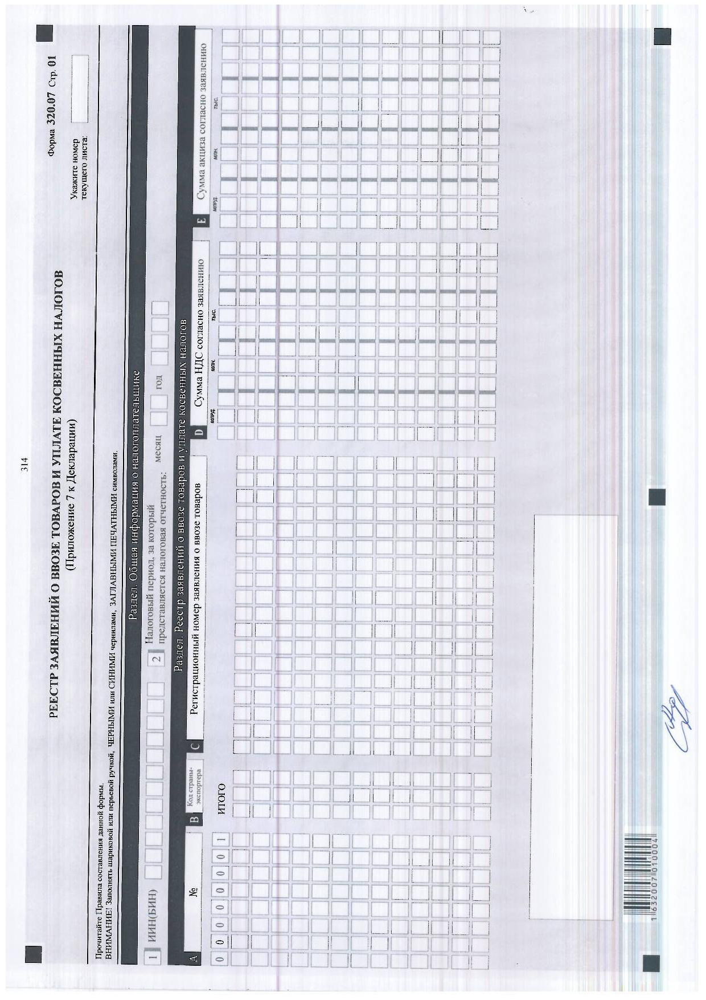 314
Форма 320.07 Стр. 01
РЕЕСТР ЗАЯВЛЕНИЙ О ВВОЗЕ ТОВАРОВ И УПЛАТЕ КОСВЕННЫХ НАЛОГОВ
(Приложение 7 к Декларации)
Укажите номер
текущего листа:
Прочитайте Правила составления данной формы.
ВНИМАНИЕ! Заполнять шариковой или перьевой ручкой, ЧЕРНЫМИ или СИНИМИ чернилами, ЗАГЛАВНЫМИ ПЕЧАТНЫМИ символами.
Раздел. Общая информация о налогоплательщике
1 ИИН(БИН)
2 Налоговый период, за который
представляется налоговая отчетность: месяц год
Раздел. Реестр заявлений о ввозе товаров и уплате косвенных налогов
A №
B Код страны-
экспортера
C Регистрационный номер заявления о ввозе товаров
D Сумма НДС согласно заявлению
E Сумма акциза согласно заявлению
МЛРД. МЛН. ТЫС. МЛРД. МЛН. ТЫС.
0 0 0 0 0 0 0 1 ИТОГО
1 632007 010004